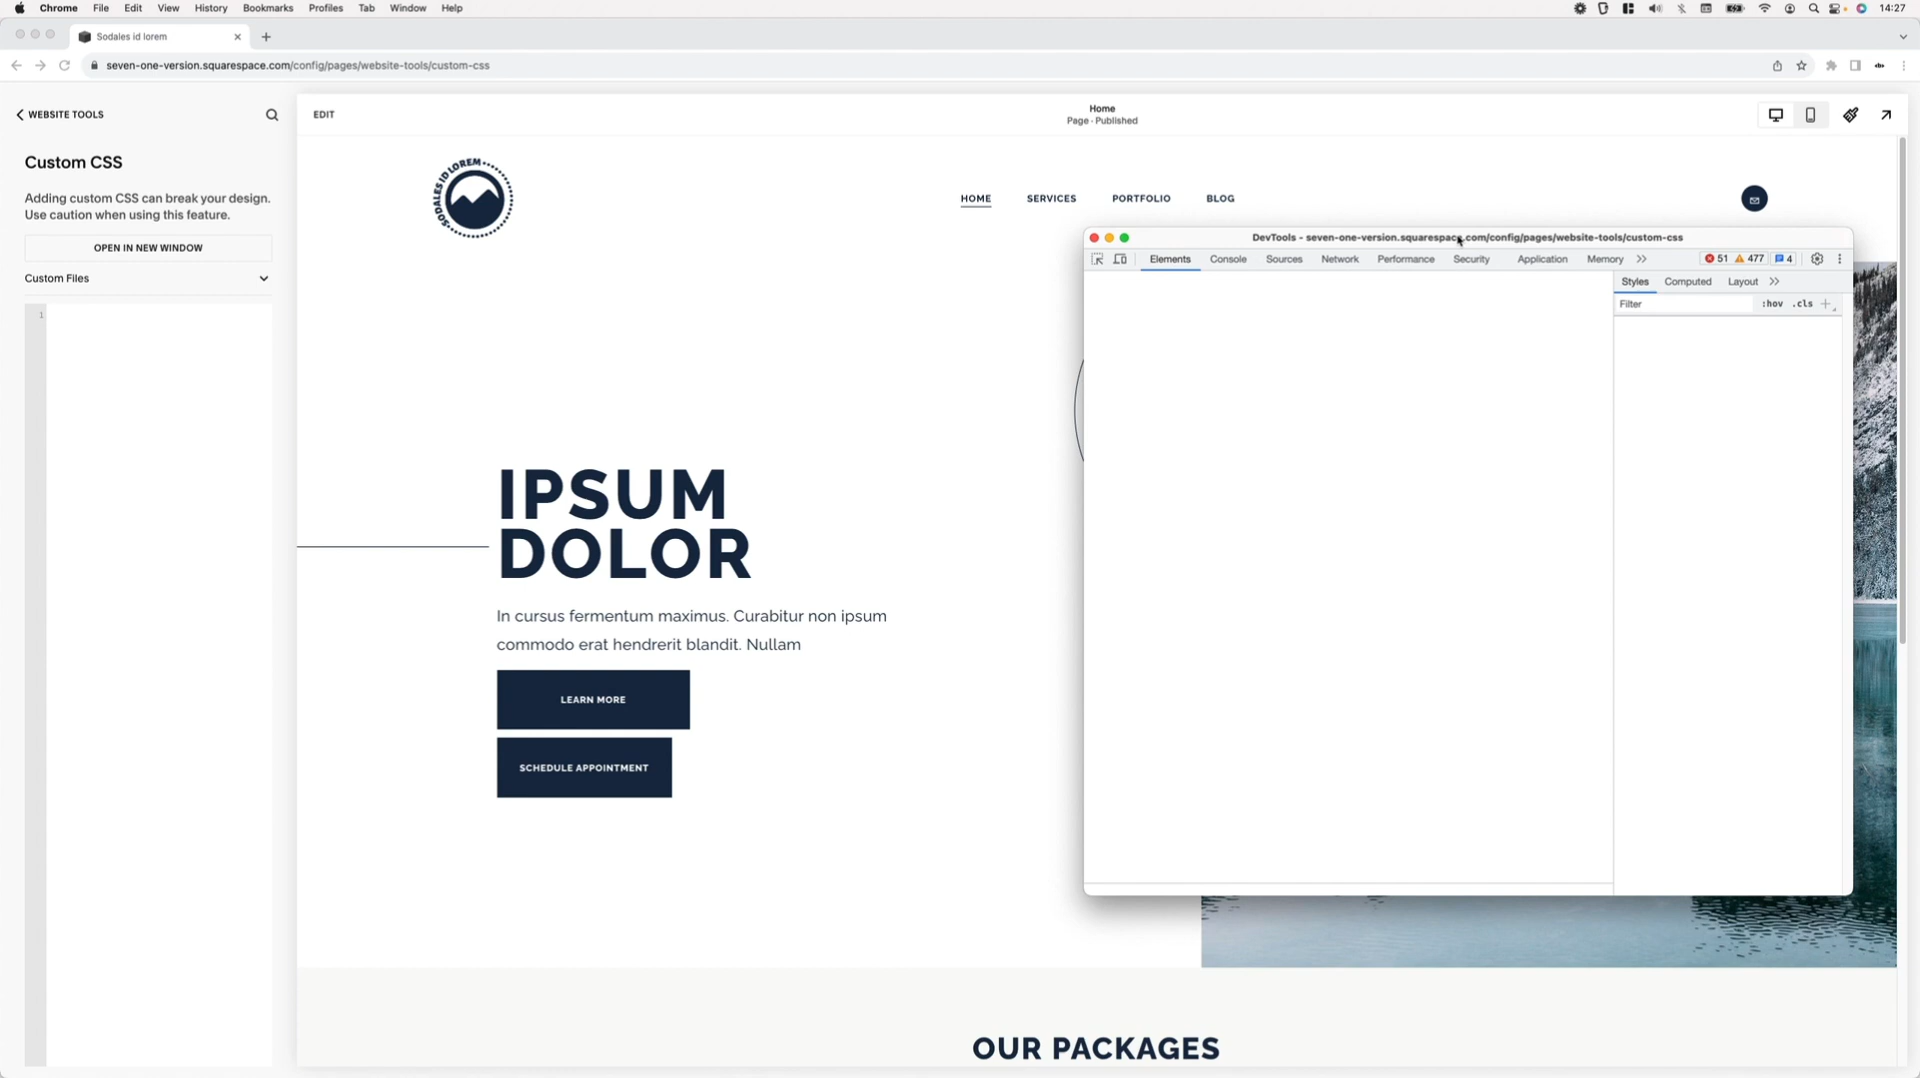 Chrome File Edit View History Bookmarks Profiles Tab Window Help 14:27
Sodales id lorem
seven-one-version.squarespace.com/config/pages/website-tools/custom-css
WEBSITE TOOLS
EDIT
Home
Page · Published
Custom CSS
Adding custom CSS can break your design.
Use caution when using this feature.
OPEN IN NEW WINDOW
Custom Files
1
SODALES ID LOREM
HOME SERVICES PORTFOLIO BLOG
DevTools - seven-one-version.squarespace.com/config/pages/website-tools/custom-css
Elements Console Sources Network Performance Security Application Memory 51 477 4
Styles Computed Layout
Filter :hov .cls
IPSUM
DOLOR
In cursus fermentum maximus. Curabitur non ipsum
commodo erat hendrerit blandit. Nullam
LEARN MORE
SCHEDULE APPOINTMENT
OUR PACKAGES